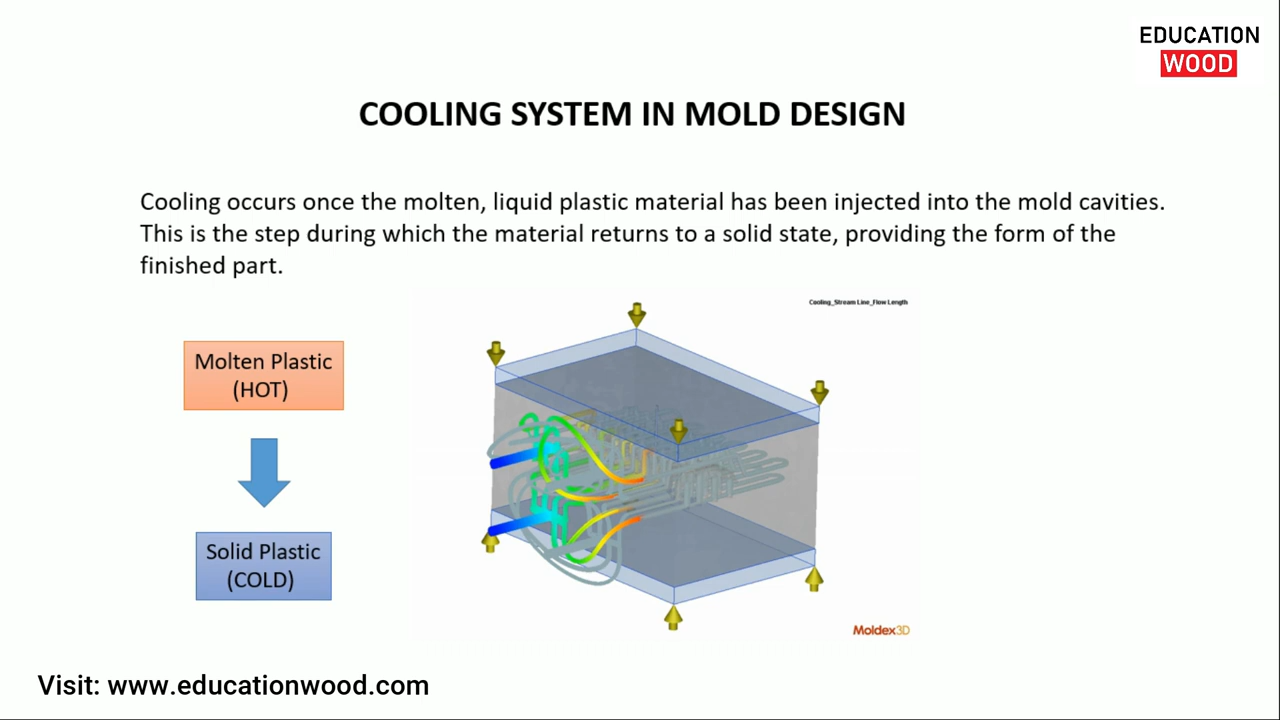 EDUCATION
WOOD
COOLING SYSTEM IN MOLD DESIGN
Cooling occurs once the molten, liquid plastic material has been injected into the mold cavities.
This is the step during which the material returns to a solid state, providing the form of the
finished part.
Cooling_Stream Line_Flow Length
Molten Plastic
(HOT)
Solid Plastic
(COLD)
Moldex3D
Visit: www.educationwood.com